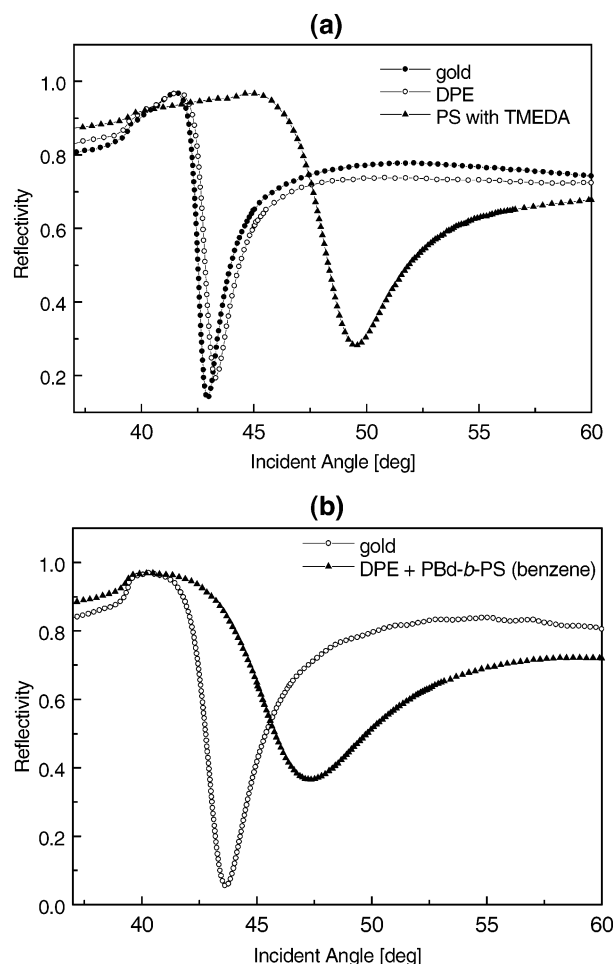 (a)
gold
DPE
PS with TMEDA
1.0
0.8
0.6
0.4
0.2
Reflectivity
40 45 50 55 60
Incident Angle [deg]
(b)
gold
DPE + PBd-b-PS (benzene)
1.0
0.8
0.6
0.4
0.2
0.0
Reflectivity
40 45 50 55 60
Incident Angle [deg]